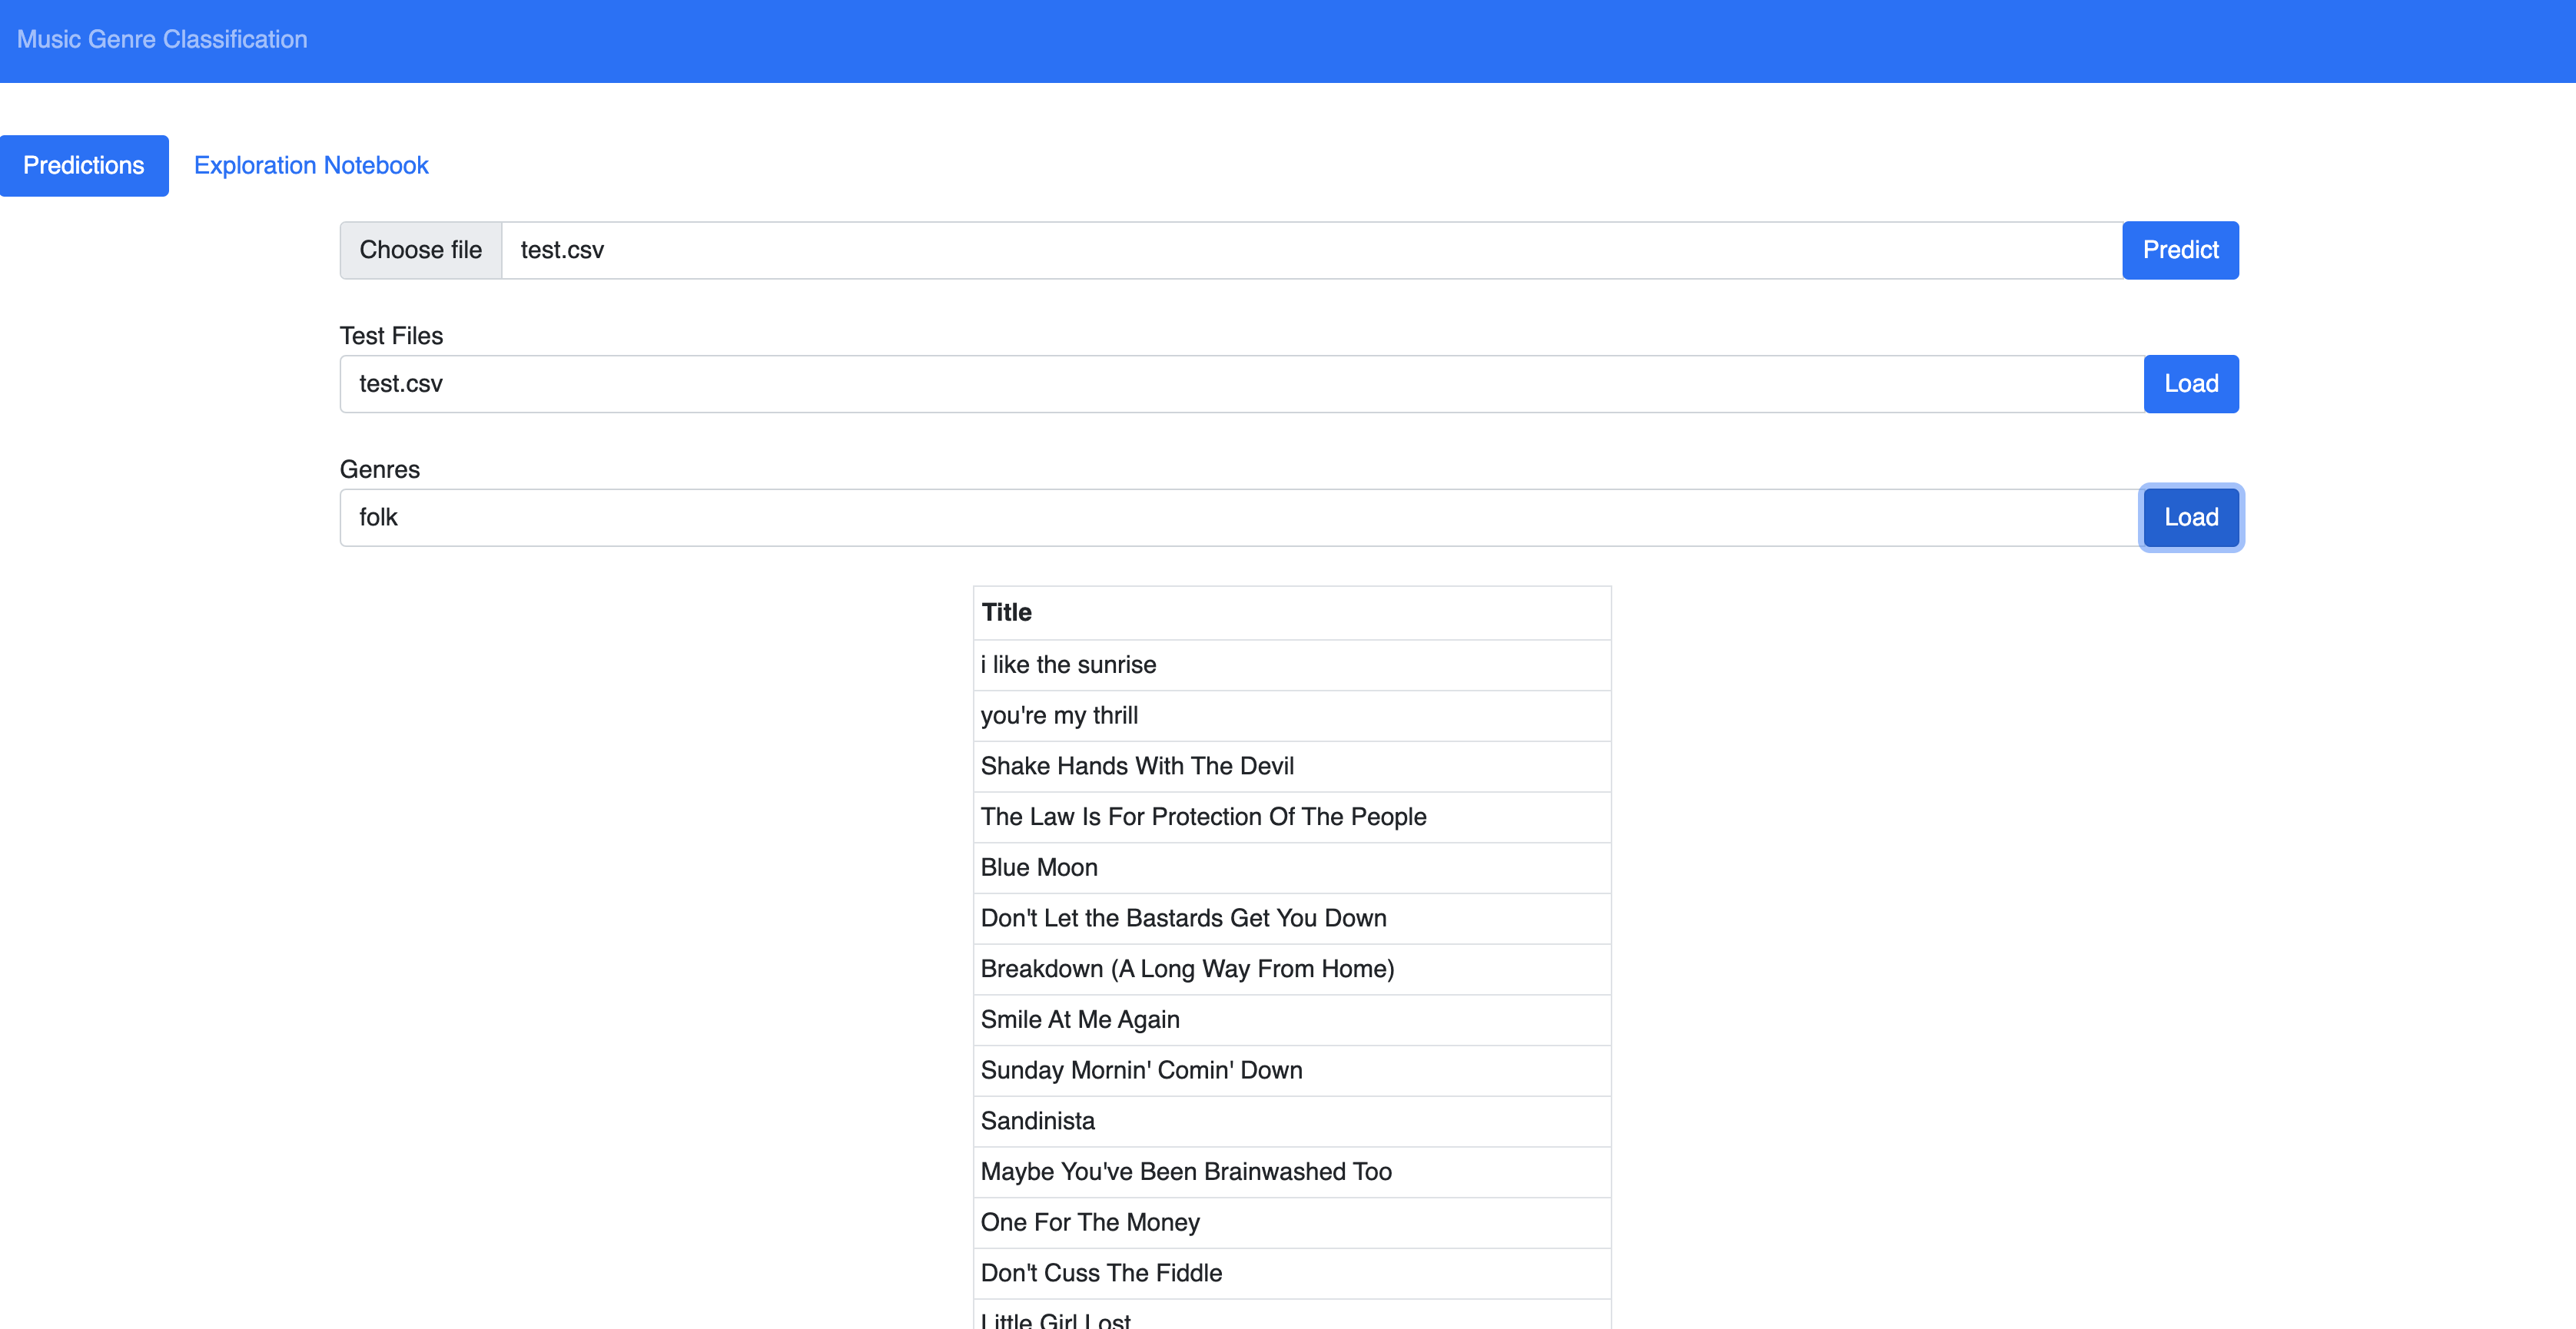 Music Genre Classification
Predictions Exploration Notebook
Choose file test.csv Predict
Test Files
test.csv Load
Genres
folk Load
Title
i like the sunrise
you're my thrill
Shake Hands With The Devil
The Law Is For Protection Of The People
Blue Moon
Don't Let the Bastards Get You Down
Breakdown (A Long Way From Home)
Smile At Me Again
Sunday Mornin' Comin' Down
Sandinista
Maybe You've Been Brainwashed Too
One For The Money
Don't Cuss The Fiddle
Little Girl Lost